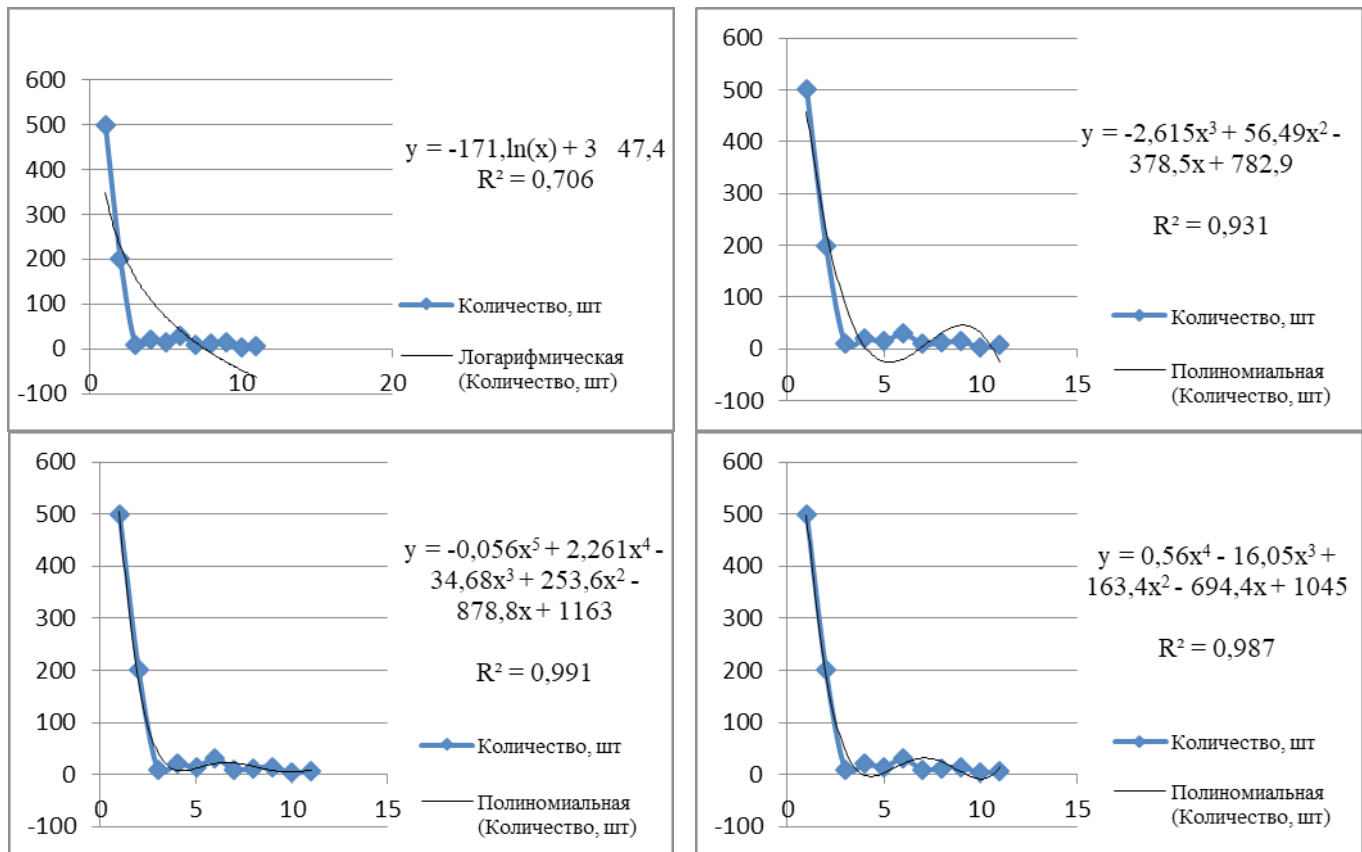 600
500
400
300
200
100
0
-100
0
10
20
y = -171,ln(x) + 3 47,4
R² = 0,706
Количество, шт
Логарифмическая
(Количество, шт)
600
500
400
300
200
100
0
-100
0
5
10
15
y = -2,615x³ + 56,49x² -
378,5x + 782,9
R² = 0,931
Количество, шт
Полиномиальная
(Количество, шт)
600
500
400
300
200
100
0
-100
0
5
10
15
y = -0,056x⁵ + 2,261x⁴ -
34,68x³ + 253,6x² -
878,8x + 1163
R² = 0,991
Количество, шт
Полиномиальная
(Количество, шт)
600
500
400
300
200
100
0
-100
0
5
10
15
y = 0,56x⁴ - 16,05x³ +
163,4x² - 694,4x + 1045
R² = 0,987
Количество, шт
Полиномиальная
(Количество, шт)